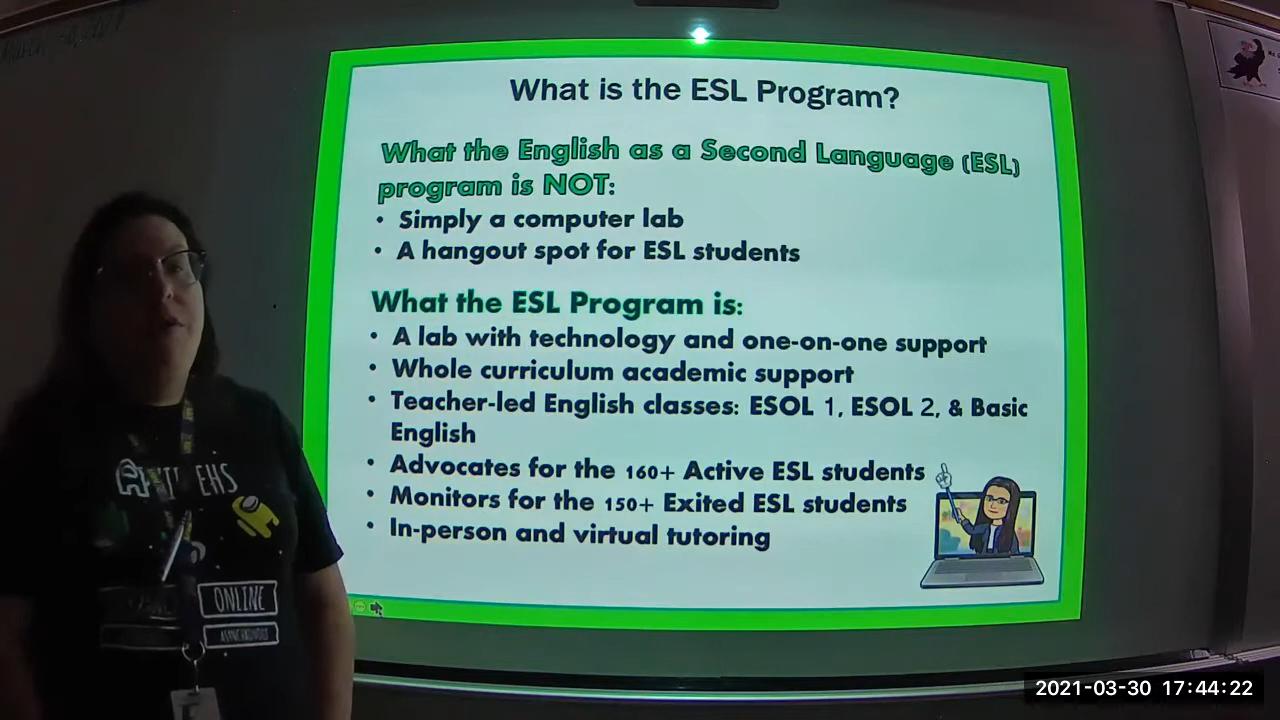 What is the ESL Program?
What the English as a Second Language (ESL)
program is NOT:
• Simply a computer lab
• A hangout spot for ESL students
What the ESL Program is:
• A lab with technology and one-on-one support
• Whole curriculum academic support
• Teacher-led English classes: ESOL 1, ESOL 2, & Basic
English
• Advocates for the 160+ Active ESL students
• Monitors for the 150+ Exited ESL students
• In-person and virtual tutoring
EHS
ONLINE
ASYNCHRONOUS
2021-03-30 17:44:22